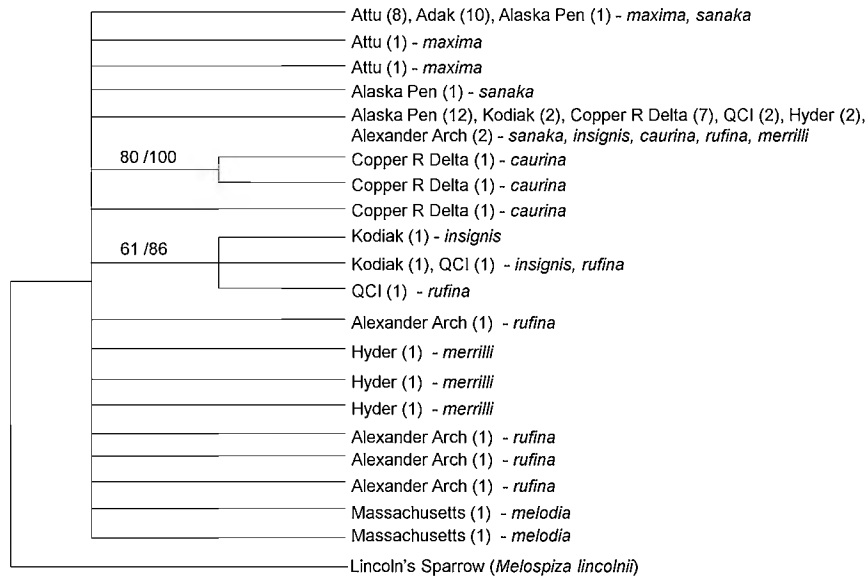 Attu (8), Adak (10), Alaska Pen (1) - maxima, sanaka
Attu (1) - maxima
Attu (1) - maxima
Alaska Pen (1) - sanaka
Alaska Pen (12), Kodiak (2), Copper R Delta (7), QCI (2), Hyder (2),
Alexander Arch (2) - sanaka, insignis, caurina, rufina, merrilli
80 /100
Copper R Delta (1) - caurina
Copper R Delta (1) - caurina
Copper R Delta (1) - caurina
61 /86
Kodiak (1) - insignis
Kodiak (1), QCI (1) - insignis, rufina
QCI (1) - rufina
Alexander Arch (1) - rufina
Hyder (1) - merrilli
Hyder (1) - merrilli
Hyder (1) - merrilli
Alexander Arch (1) - rufina
Alexander Arch (1) - rufina
Alexander Arch (1) - rufina
Massachusetts (1) - melodia
Massachusetts (1) - melodia
Lincoln's Sparrow (Melospiza lincolnii)